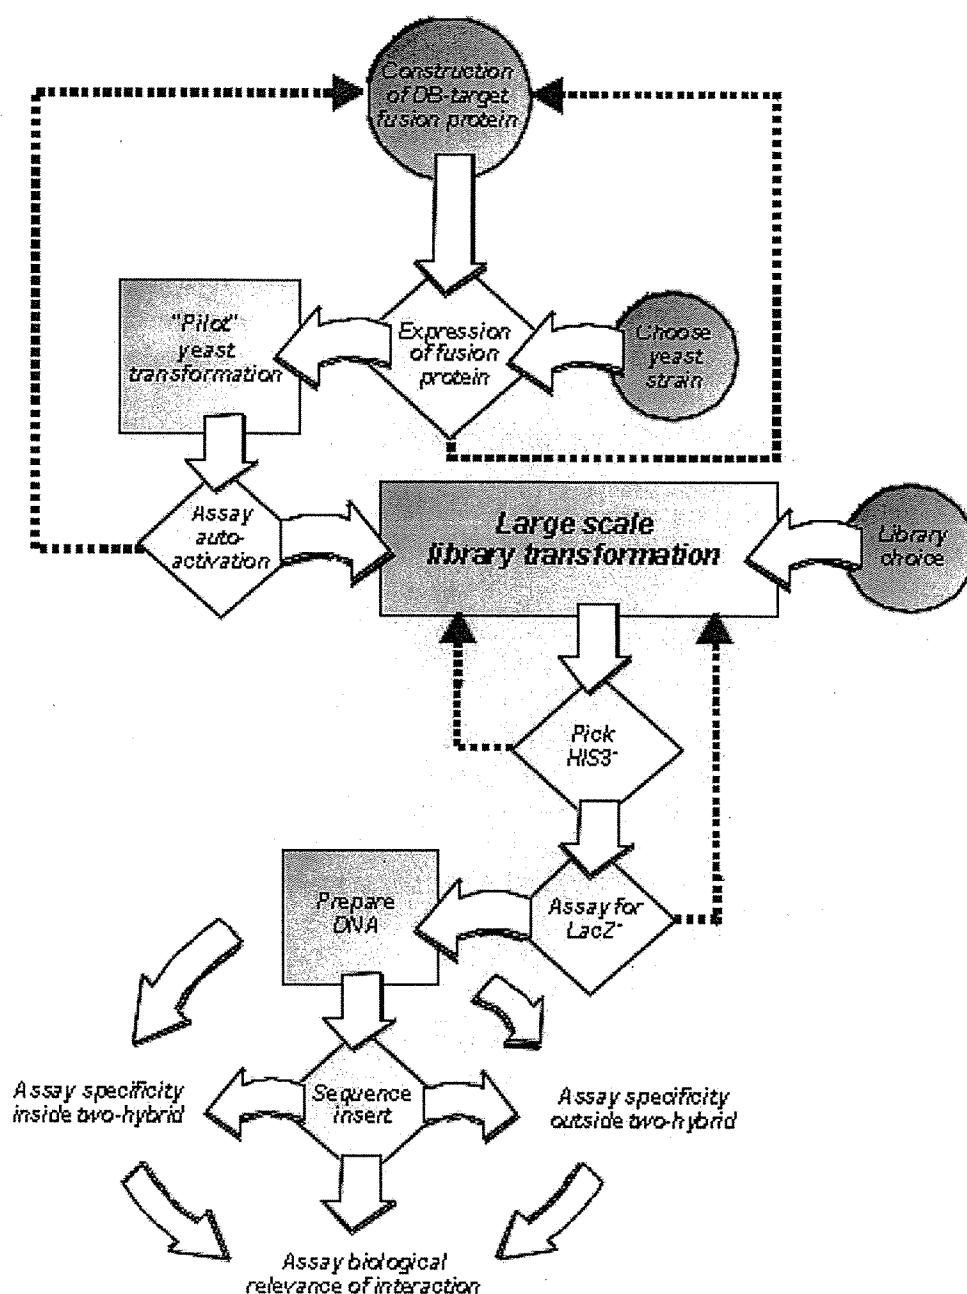 Construction
of DB-target
fusion protein
"Pilot"
yeast
transformation
Expression
of fusion
protein
Choose
yeast
strain
Assay
auto-
activation
Large scale
library transformation
Library
choice
Pick
HIS3⁻
Prepare
DNA
Assay for
LacZ⁻
Assay specificity
inside two-hybrid
Sequence
insert
Assay specificity
outside two-hybrid
Assay biological
relevance of interaction